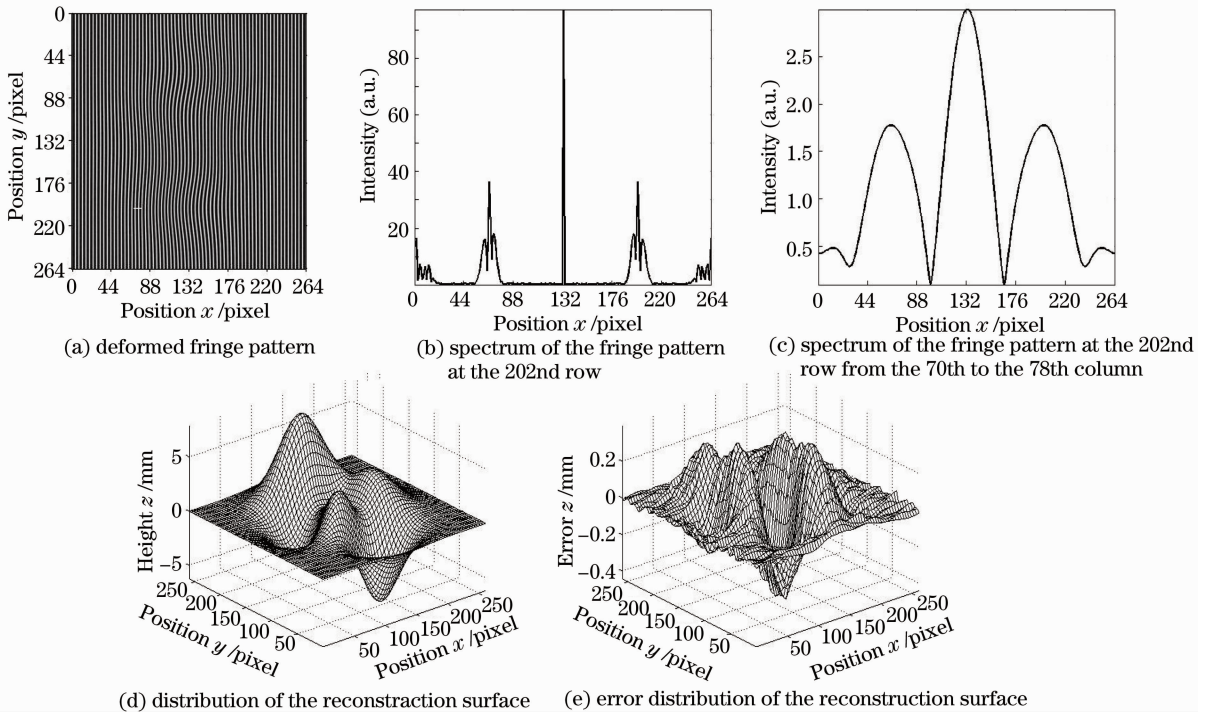 0
44
88
132
176
220
264
Position y /pixel
0 44 88 132 176 220 264
Position x /pixel
(a) deformed fringe pattern
80
60
40
20
Intensity (a.u.)
0 44 88 132 176 220 264
Position x /pixel
(b) spectrum of the fringe pattern
at the 202nd row
2.5
2.0
1.5
1.0
0.5
Intensity (a.u.)
0 44 88 132 176 220 264
Position x /pixel
(c) spectrum of the fringe pattern at the 202nd
row from the 70th to the 78th column
5
0
−5
Height z /mm
250
200
150
100
50
Position y /pixel
50
100
150
200
250
Position x /pixel
(d) distribution of the reconstraction surface
0.2
0
−0.2
−0.4
Error z /mm
250
200
150
100
50
Position y /pixel
50
100
150
200
250
Position x /pixel
(e) error distribution of the reconstruction surface